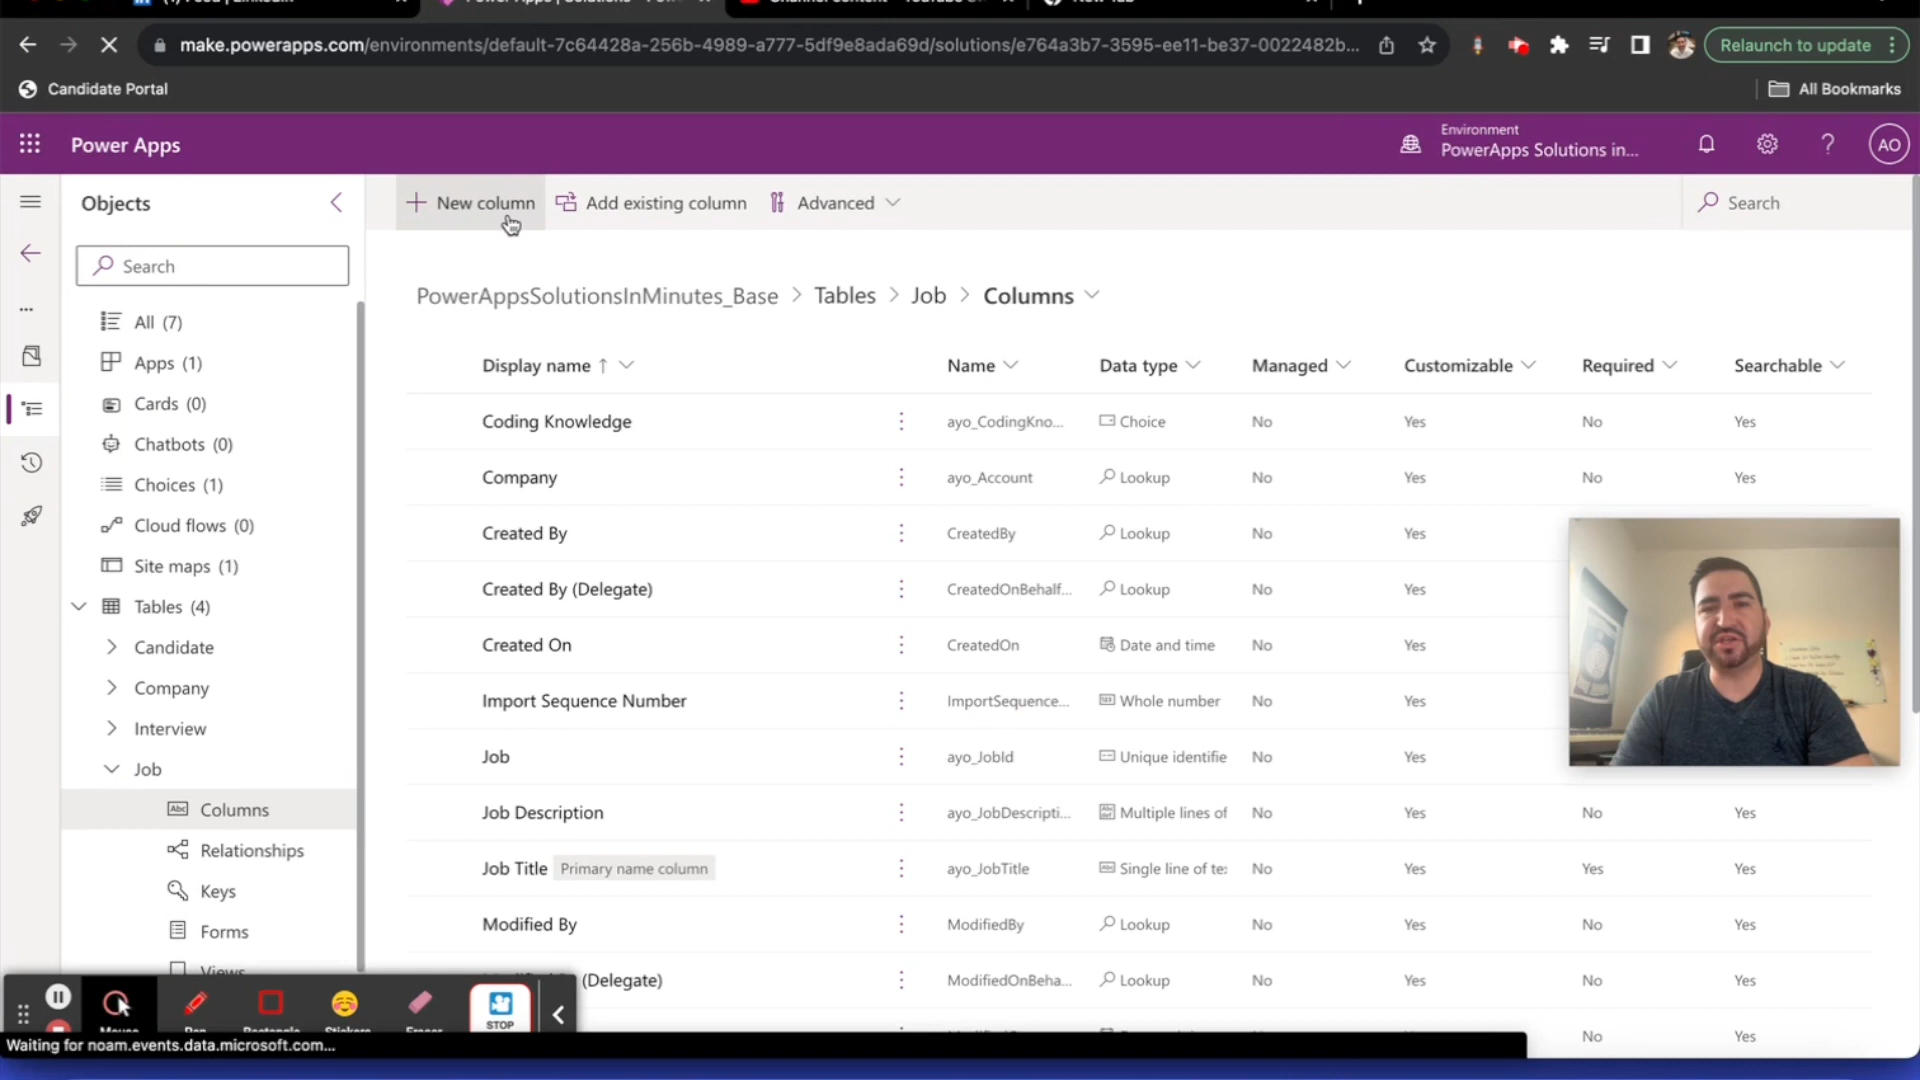 make.powerapps.com/environments/default-7c64428a-256b-4989-a777-5df9e8ada69d/solutions/e764a3b7-3595-ee11-be37-0022482b...
Relaunch to update
Candidate Portal
All Bookmarks
Power Apps
Environment
PowerApps Solutions in...
AO
Objects
New column
Add existing column
Advanced
Search
Search
PowerAppsSolutionsInMinutes_Base > Tables > Job > Columns
All (7)
Apps (1)
Cards (0)
Chatbots (0)
Choices (1)
Cloud flows (0)
Site maps (1)
Tables (4)
Candidate
Company
Interview
Job
Columns
Relationships
Keys
Forms
Views
Display name ↑ Name Data type Managed Customizable Required Searchable
Coding Knowledge ayo_CodingKno... Choice No Yes No Yes
Company ayo_Account Lookup No Yes No Yes
Created By CreatedBy Lookup No Yes
Created By (Delegate) CreatedOnBehalf... Lookup No Yes
Created On CreatedOn Date and time No Yes
Import Sequence Number ImportSequence... Whole number No Yes
Job ayo_JobId Unique identifie No Yes
Job Description ayo_JobDescripti... Multiple lines of No Yes No Yes
Job Title Primary name column ayo_JobTitle Single line of te No Yes Yes Yes
Modified By ModifiedBy Lookup No Yes No Yes
(Delegate) ModifiedOnBeha... Lookup No Yes No Yes
No Yes
STOP
Waiting for noam.events.data.microsoft.com...